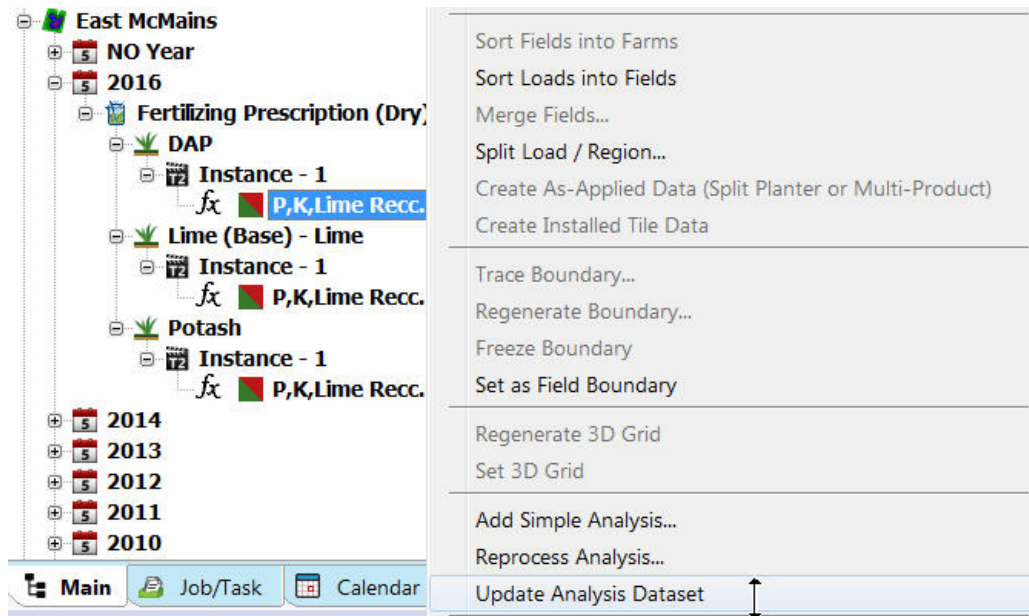 East McMains
NO Year
2016
Fertilizing Prescription (Dry)
DAP
Instance - 1
fx P,K,Lime Recc.
Lime (Base) - Lime
Instance - 1
fx P,K,Lime Recc.
Potash
Instance - 1
fx P,K,Lime Recc.
2014
2013
2012
2011
2010
Main Job/Task Calendar
Sort Fields into Farms
Sort Loads into Fields
Merge Fields...
Split Load / Region...
Create As-Applied Data (Split Planter or Multi-Product)
Create Installed Tile Data
Trace Boundary...
Regenerate Boundary...
Freeze Boundary
Set as Field Boundary
Regenerate 3D Grid
Set 3D Grid
Add Simple Analysis...
Reprocess Analysis...
Update Analysis Dataset